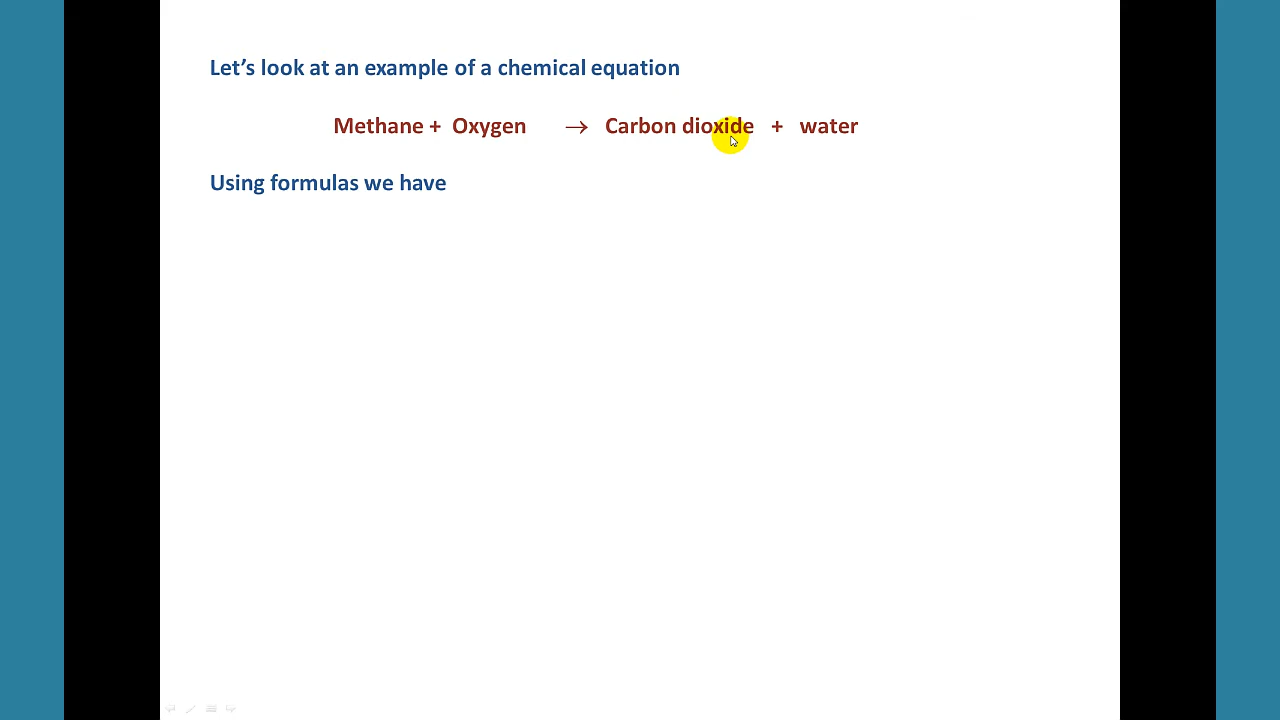 Let’s look at an example of a chemical equation
Methane + Oxygen → Carbon dioxide + water
Using formulas we have